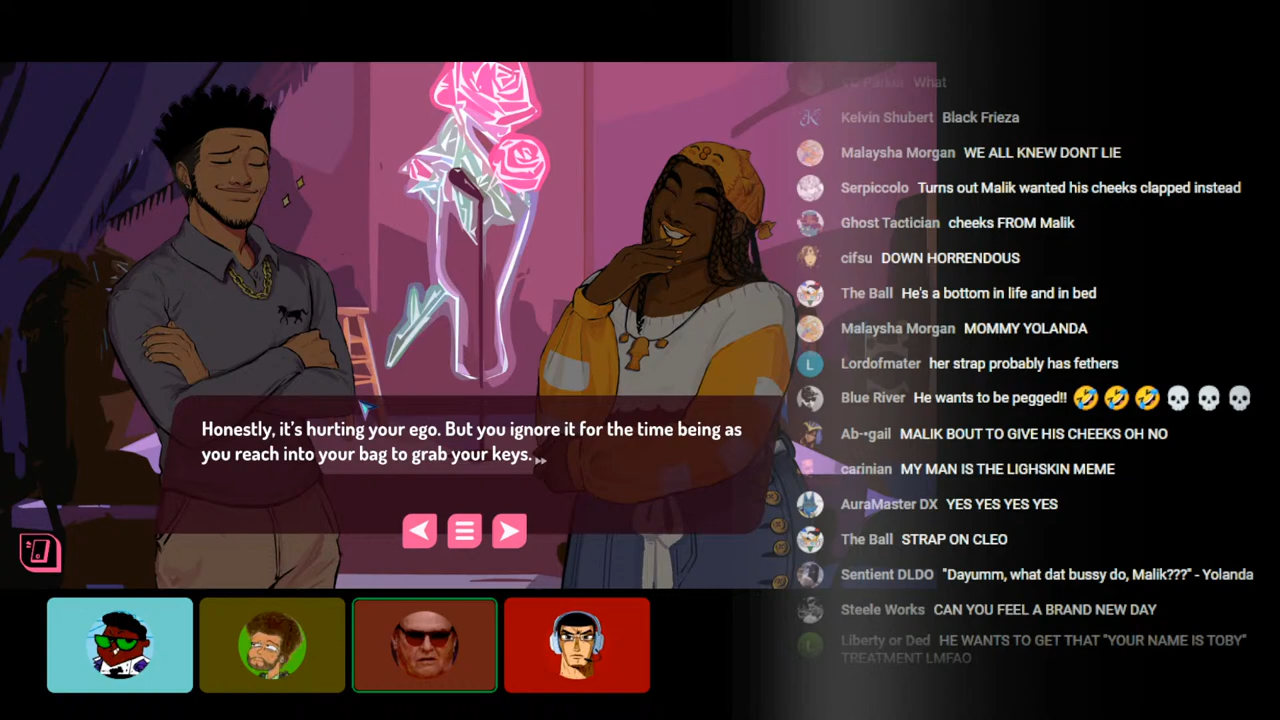 What
Kelvin Shubert Black Frieza
Malaysha Morgan WE ALL KNEW DONT LIE
Serpiccolo Turns out Malik wanted his cheeks clapped instead
Ghost Tactician cheeks FROM Malik
cifsu DOWN HORRENDOUS
The Ball He's a bottom in life and in bed
Malaysha Morgan MOMMY YOLANDA
L Lordofmater her strap probably has fethers
Blue River He wants to be pegged!! 🤣🤣🤣💀💀💀
Ab-•gail MALIK BOUT TO GIVE HIS CHEEKS OH NO
carinian MY MAN IS THE LIGHSKIN MEME
AuraMaster DX YES YES YES YES
The Ball STRAP ON CLEO
Sentient DLDO "Dayumm, what dat bussy do, Malik???" - Yolanda
Steele Works CAN YOU FEEL A BRAND NEW DAY
L Liberty or Ded HE WANTS TO GET THAT "YOUR NAME IS TOBY"
TREATMENT LMFAO
Honestly, it's hurting your ego. But you ignore it for the time being as
you reach into your bag to grab your keys.